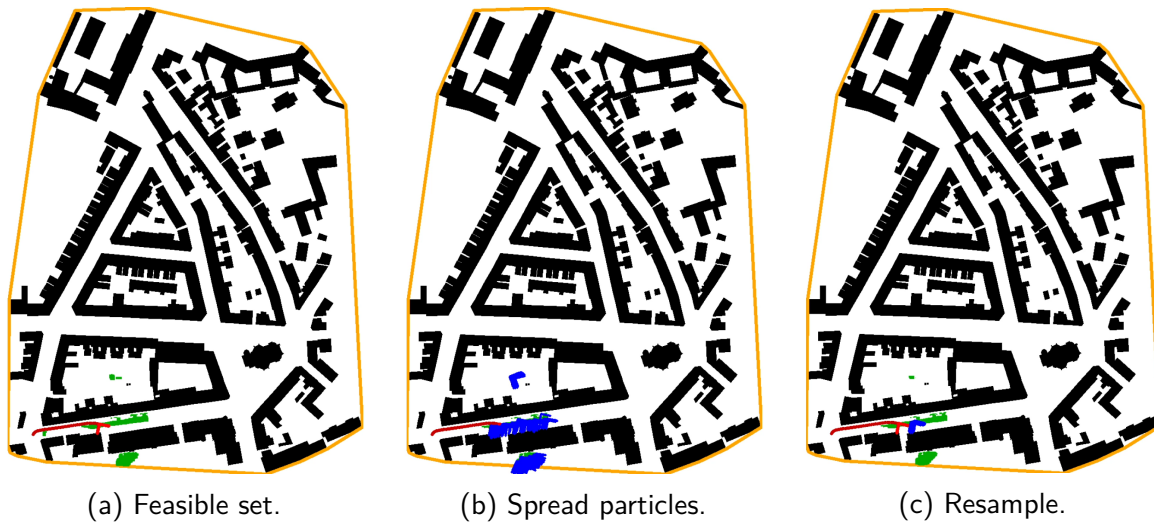 (a) Feasible set.
(b) Spread particles.
(c) Resample.